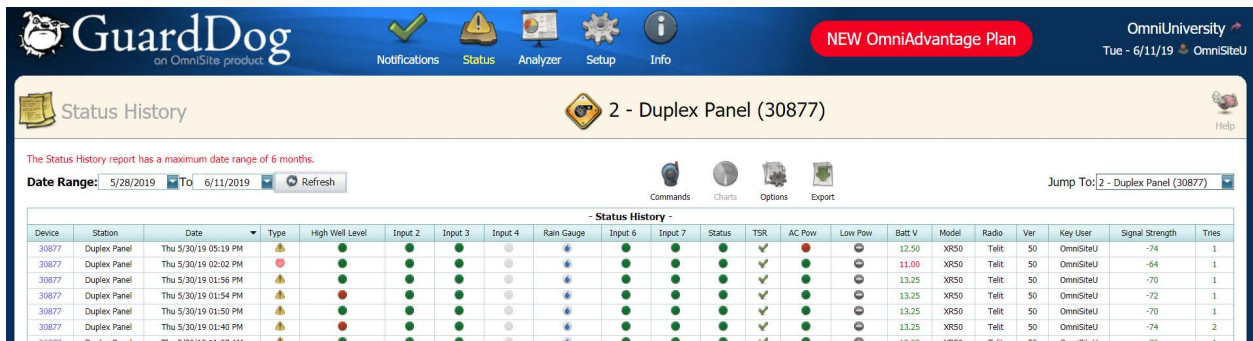 GuardDog
an OmniSite product
Notifications Status Analyzer Setup Info
NEW OmniAdvantage Plan
OmniUniversity
Tue - 6/11/19 OmniSiteU
Status History
2 - Duplex Panel (30877)
Help
The Status History report has a maximum date range of 6 months.
Date Range: 5/28/2019 To 6/11/2019 Refresh
Commands Charts Options Export
Jump To: 2 - Duplex Panel (30877)
- Status History -
Device Station Date Type High Well Level Input 2 Input 3 Input 4 Rain Gauge Input 6 Input 7 Status TSR AC Pow Low Pow Batt V Model Radio Ver Key User Signal Strength Tries
30877 Duplex Panel Thu 5/30/19 05:19 PM 12.50 XR50 Telit 50 OmniSiteU -74 1
30877 Duplex Panel Thu 5/30/19 02:02 PM 11.00 XR50 Telit 50 OmniSiteU -64 1
30877 Duplex Panel Thu 5/30/19 01:56 PM 13.25 XR50 Telit 50 OmniSiteU -70 1
30877 Duplex Panel Thu 5/30/19 01:54 PM 13.25 XR50 Telit 50 OmniSiteU -72 1
30877 Duplex Panel Thu 5/30/19 01:50 PM 13.25 XR50 Telit 50 OmniSiteU -70 1
30877 Duplex Panel Thu 5/30/19 01:40 PM 13.25 XR50 Telit 50 OmniSiteU -74 2